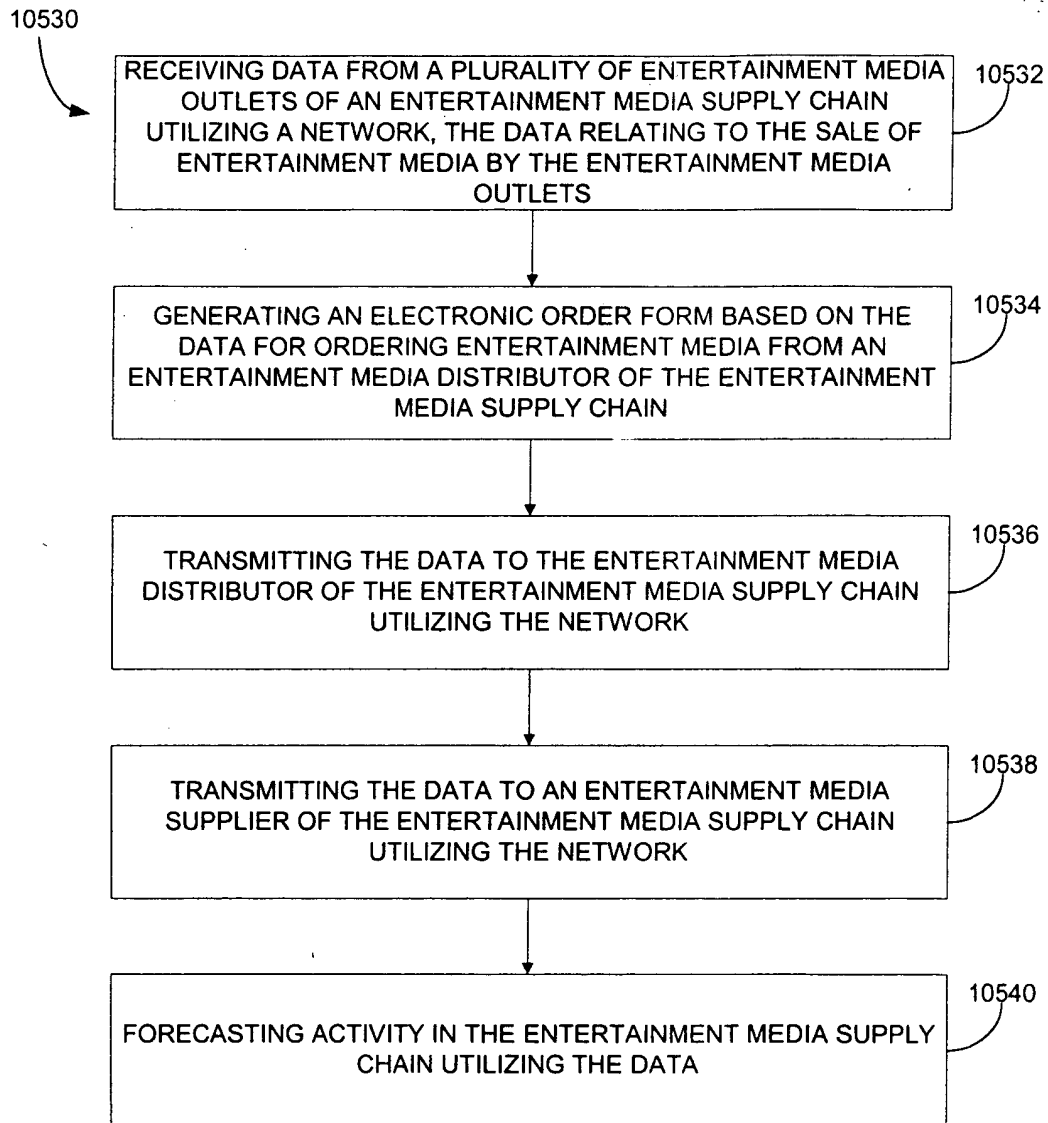 10530
RECEIVING DATA FROM A PLURALITY OF ENTERTAINMENT MEDIA
OUTLETS OF AN ENTERTAINMENT MEDIA SUPPLY CHAIN
UTILIZING A NETWORK, THE DATA RELATING TO THE SALE OF
ENTERTAINMENT MEDIA BY THE ENTERTAINMENT MEDIA
OUTLETS
10532
GENERATING AN ELECTRONIC ORDER FORM BASED ON THE
DATA FOR ORDERING ENTERTAINMENT MEDIA FROM AN
ENTERTAINMENT MEDIA DISTRIBUTOR OF THE ENTERTAINMENT
MEDIA SUPPLY CHAIN
10534
TRANSMITTING THE DATA TO THE ENTERTAINMENT MEDIA
DISTRIBUTOR OF THE ENTERTAINMENT MEDIA SUPPLY CHAIN
UTILIZING THE NETWORK
10536
TRANSMITTING THE DATA TO AN ENTERTAINMENT MEDIA
SUPPLIER OF THE ENTERTAINMENT MEDIA SUPPLY CHAIN
UTILIZING THE NETWORK
10538
FORECASTING ACTIVITY IN THE ENTERTAINMENT MEDIA SUPPLY
CHAIN UTILIZING THE DATA
10540